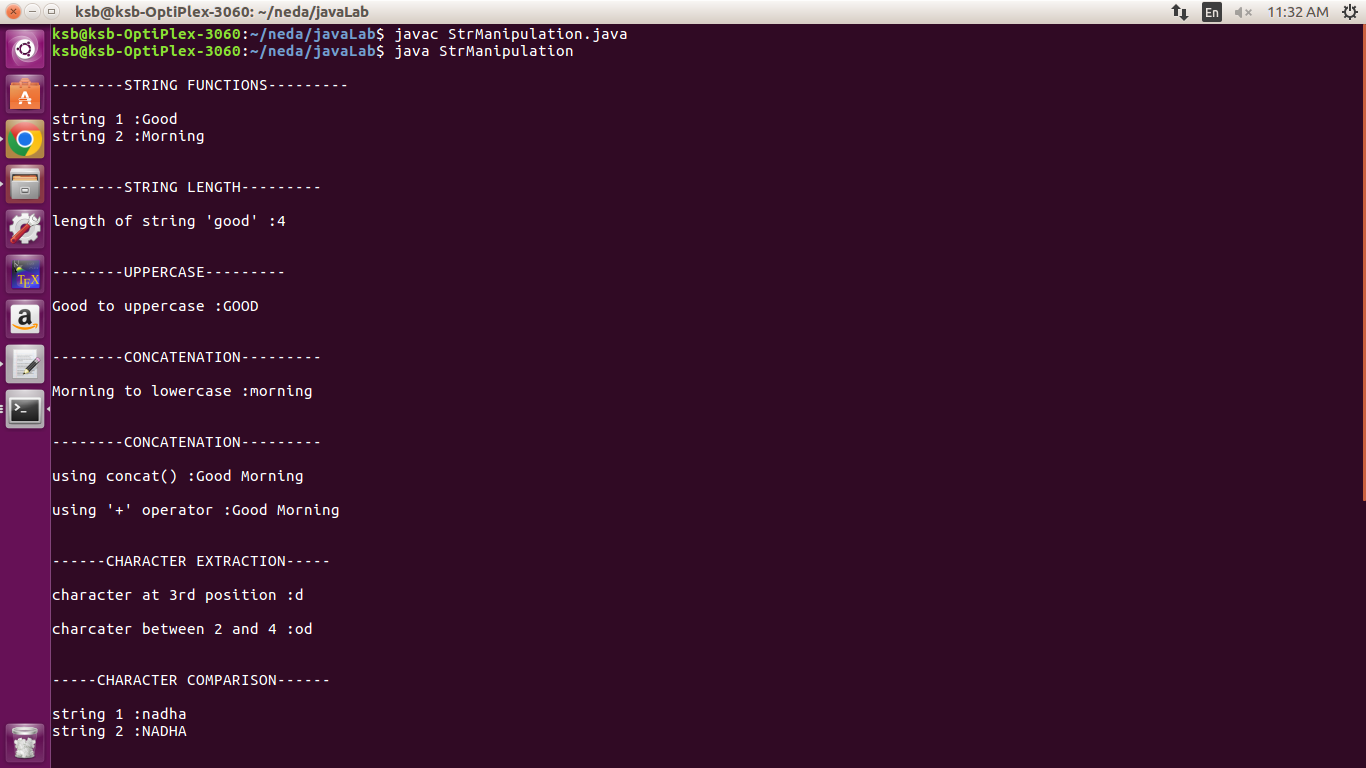 ksb@ksb-OptiPlex-3060: ~/neda/javaLab
En
11:32 AM
ksb@ksb-OptiPlex-3060:~/neda/javaLab$ javac StrManipulation.java
ksb@ksb-OptiPlex-3060:~/neda/javaLab$ java StrManipulation
--------STRING FUNCTIONS---------
string 1 :Good
string 2 :Morning
--------STRING LENGTH---------
length of string 'good' :4
--------UPPERCASE---------
Good to uppercase :GOOD
--------CONCATENATION---------
Morning to lowercase :morning
--------CONCATENATION---------
using concat() :Good Morning
using '+' operator :Good Morning
------CHARACTER EXTRACTION-----
character at 3rd position :d
charcater between 2 and 4 :od
-----CHARACTER COMPARISON------
string 1 :nadha
string 2 :NADHA
A
TEX
a
>_